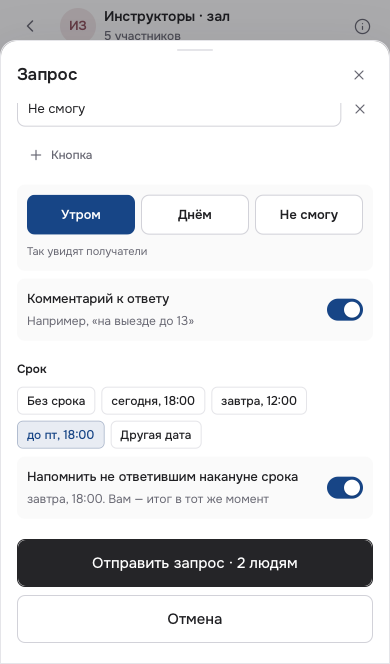 ИЗ
Инструкторы · зал
5 участников
Запрос
Не смогу
Кнопка
Утром
Днём
Не смогу
Так увидят получатели
Комментарий к ответу
Например, «на выезде до 13»
Срок
Без срока
сегодня, 18:00
завтра, 12:00
до пт, 18:00
Другая дата
Напомнить не ответившим накануне срока
завтра, 18:00. Вам — итог в тот же момент
Отправить запрос · 2 людям
Отмена